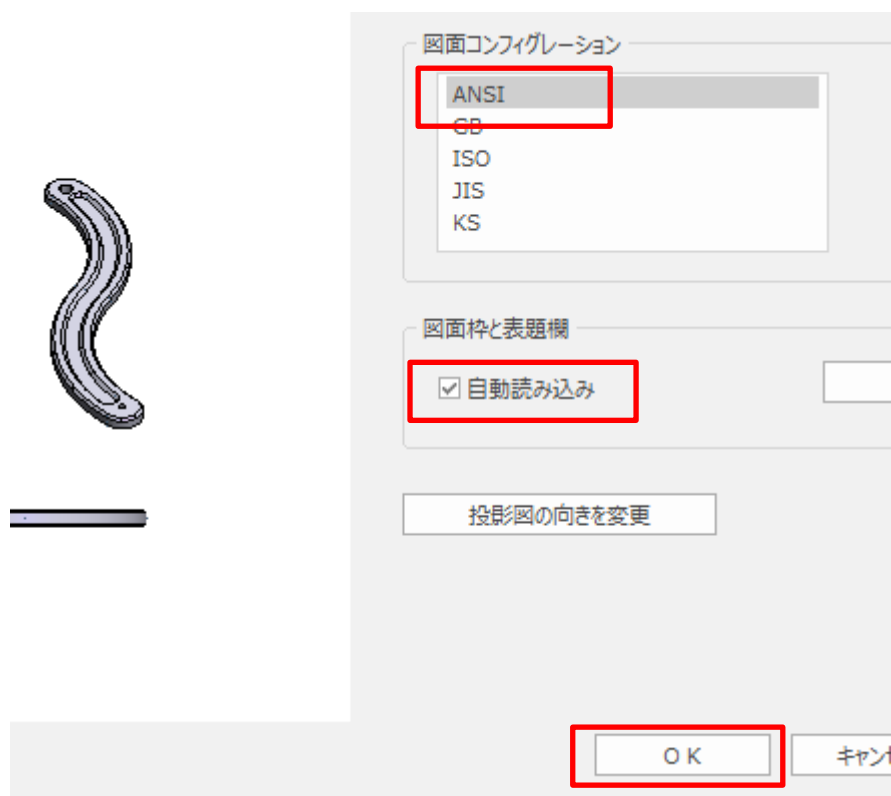 図面コンフィグレーション
ANSI
GB
ISO
JIS
KS
図面枠と表題欄
自動読み込み
投影図の向きを変更
OK